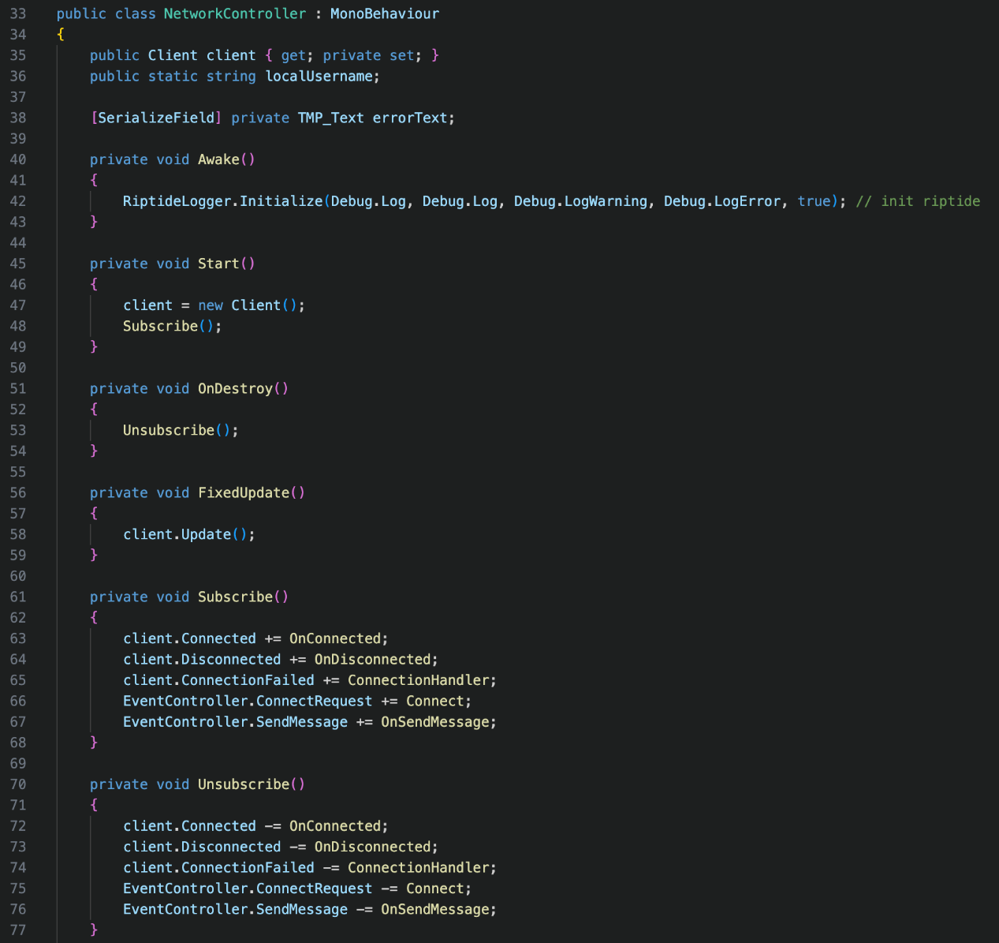 33 public class NetworkController : MonoBehaviour
34 {
35     public Client client { get; private set; }
36     public static string localUsername;
37
38     [SerializeField] private TMP_Text errorText;
39
40     private void Awake()
41     {
42         RiptideLogger.Initialize(Debug.Log, Debug.Log, Debug.LogWarning, Debug.LogError, true); // init riptide
43     }
44
45     private void Start()
46     {
47         client = new Client();
48         Subscribe();
49     }
50
51     private void OnDestroy()
52     {
53         Unsubscribe();
54     }
55
56     private void FixedUpdate()
57     {
58         client.Update();
59     }
60
61     private void Subscribe()
62     {
63         client.Connected += OnConnected;
64         client.Disconnected += OnDisconnected;
65         client.ConnectionFailed += ConnectionHandler;
66         EventController.ConnectRequest += Connect;
67         EventController.SendMessage += OnSendMessage;
68     }
69
70     private void Unsubscribe()
71     {
72         client.Connected -= OnConnected;
73         client.Disconnected -= OnDisconnected;
74         client.ConnectionFailed -= ConnectionHandler;
75         EventController.ConnectRequest -= Connect;
76         EventController.SendMessage -= OnSendMessage;
77     }